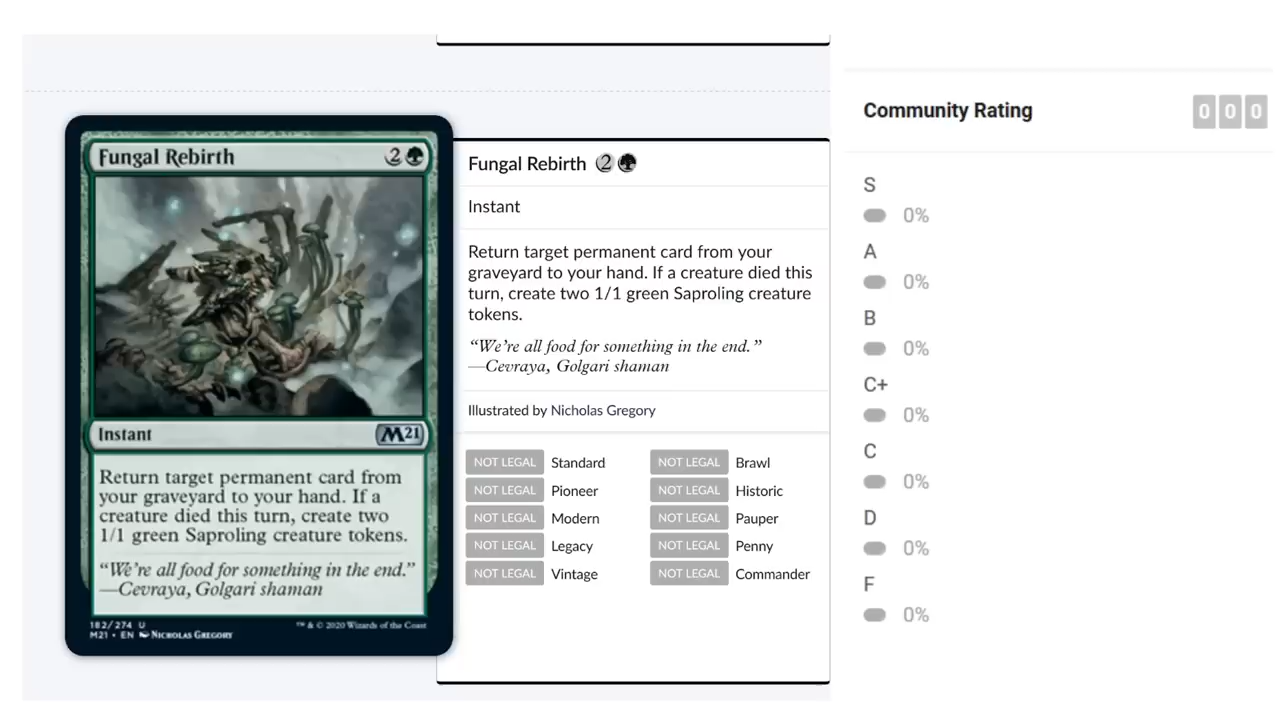 Fungal Rebirth 2
Instant
M21
Return target permanent card from
your graveyard to your hand. If a
creature died this turn, create two
1/1 green Saproling creature tokens.
“We’re all food for something in the end.”
—Cevraya, Golgari shaman
182/274 U
M21 • EN Nicholas Gregory
™ & © 2020 Wizards of the Coast
Fungal Rebirth 2
Instant
Return target permanent card from your
graveyard to your hand. If a creature died this
turn, create two 1/1 green Saproling creature
tokens.
“We’re all food for something in the end.”
—Cevraya, Golgari shaman
Illustrated by Nicholas Gregory
NOT LEGAL Standard NOT LEGAL Brawl
NOT LEGAL Pioneer NOT LEGAL Historic
NOT LEGAL Modern NOT LEGAL Pauper
NOT LEGAL Legacy NOT LEGAL Penny
NOT LEGAL Vintage NOT LEGAL Commander
Community Rating 0 0 0
S
0%
A
0%
B
0%
C+
0%
C
0%
D
0%
F
0%